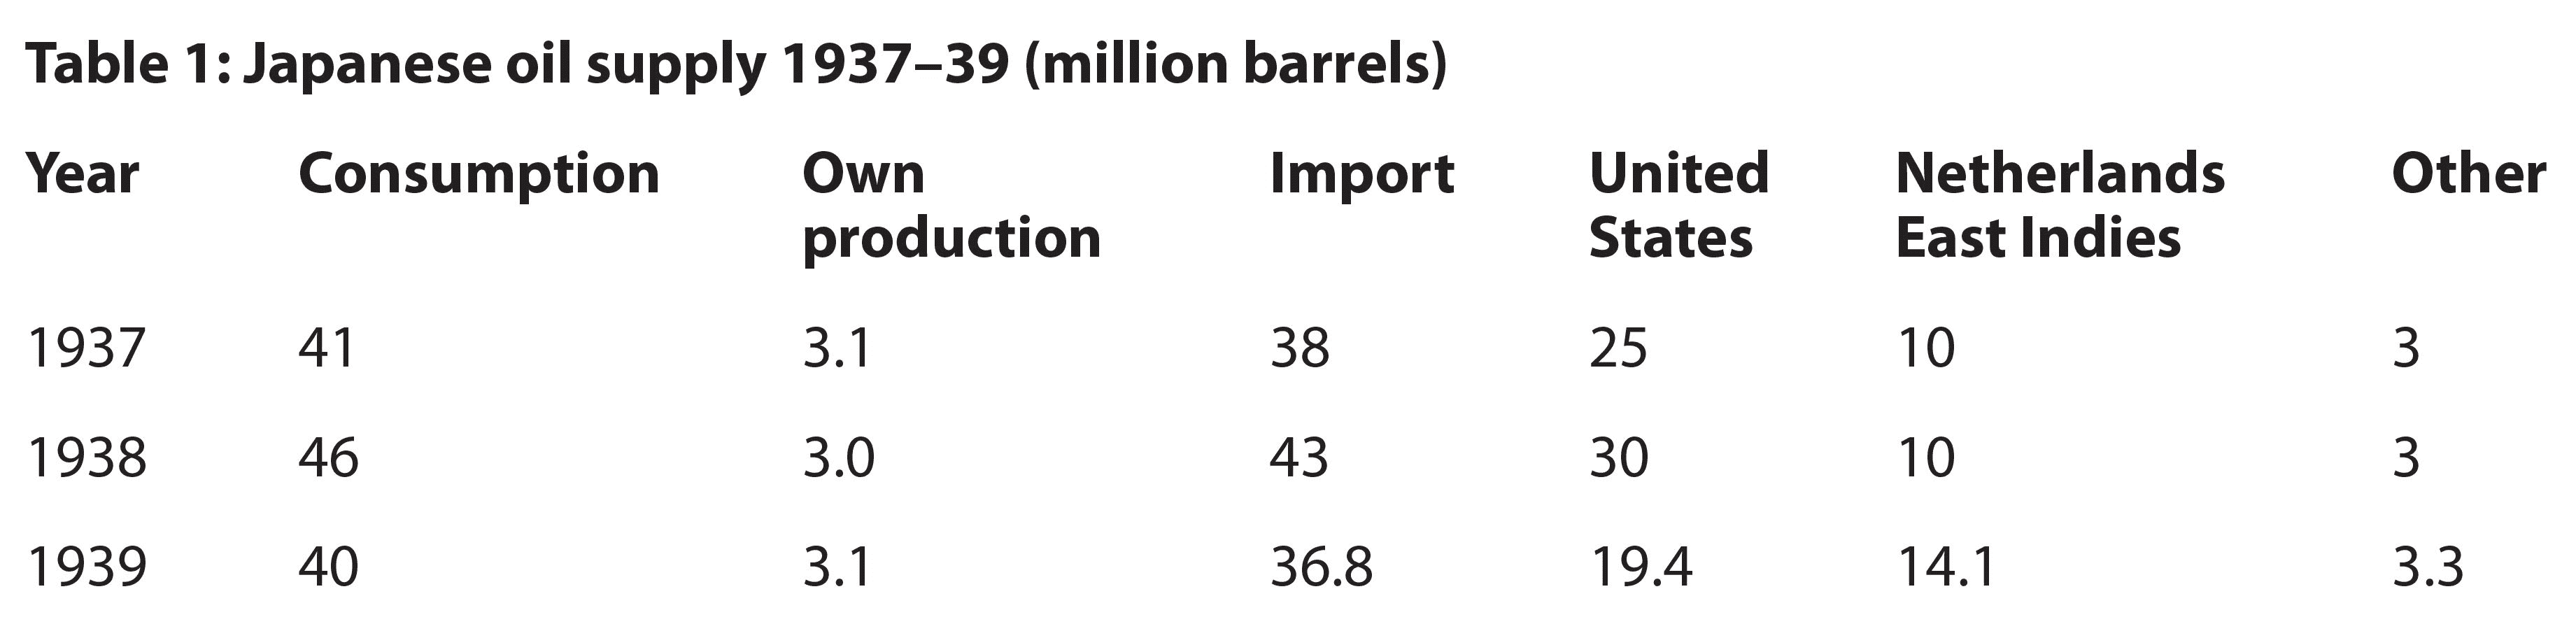 Table 1: Japanese oil supply 1937–39 (million barrels)
Year Consumption Own production Import United States Netherlands East Indies Other
1937 41 3.1 38 25 10 3
1938 46 3.0 43 30 10 3
1939 40 3.1 36.8 19.4 14.1 3.3